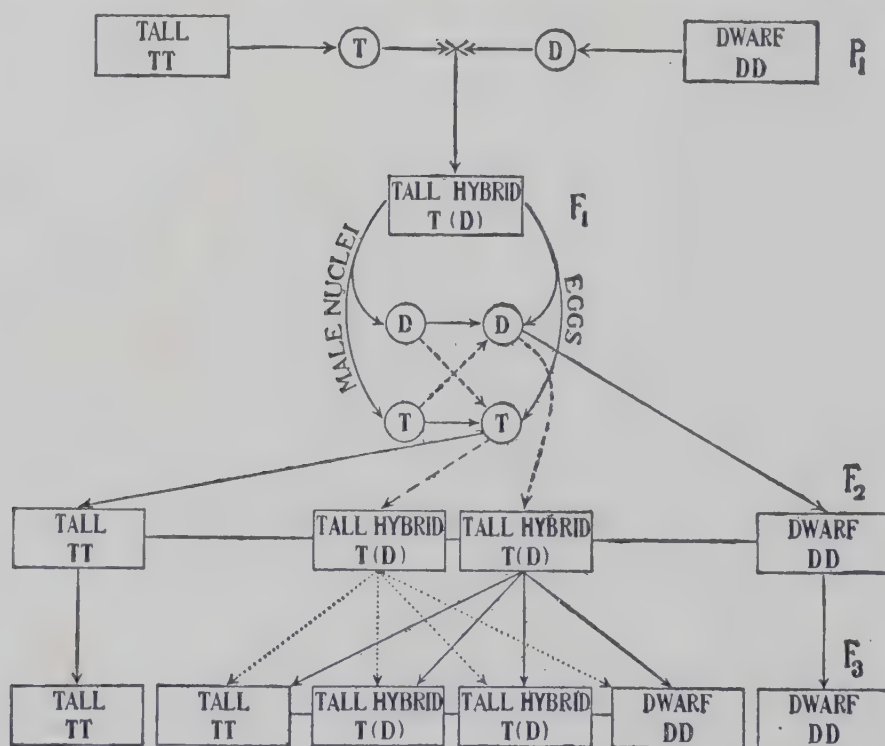 TALL
TT
T
D
DWARF
DD
P1
TALL HYBRID
T (D)
F1
MALE NUCLEI
EGGS
D
D
T
T
F2
TALL
TT
TALL HYBRID
T(D)
TALL HYBRID
T(D)
DWARF
DD
F3
TALL
TT
TALL
TT
TALL HYBRID
T(D)
TALL HYBRID
T(D)
DWARF
DD
DWARF
DD